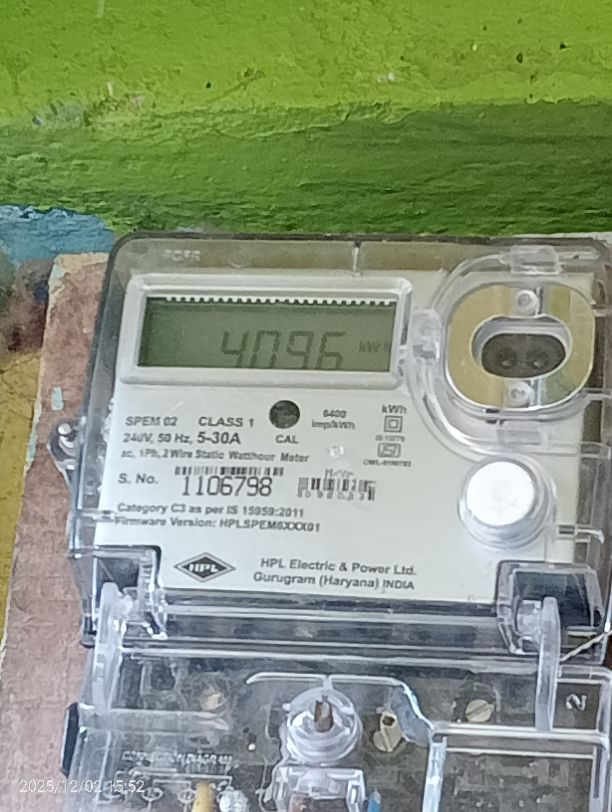 4096 kWh
SPEM 02 CLASS 1
240V, 50 Hz, 5-30A
CAL
6400
imp/kWh
kWh
ac, 1Ph, 2 Wire Static Watthour Meter
S. No.
1106798
Category C3 as per IS 15959:2011
Firmware Version:
HPL
HPL Electric & Power Ltd.
Gurugram (Haryana) INDIA
2
2025/12/02 15:52